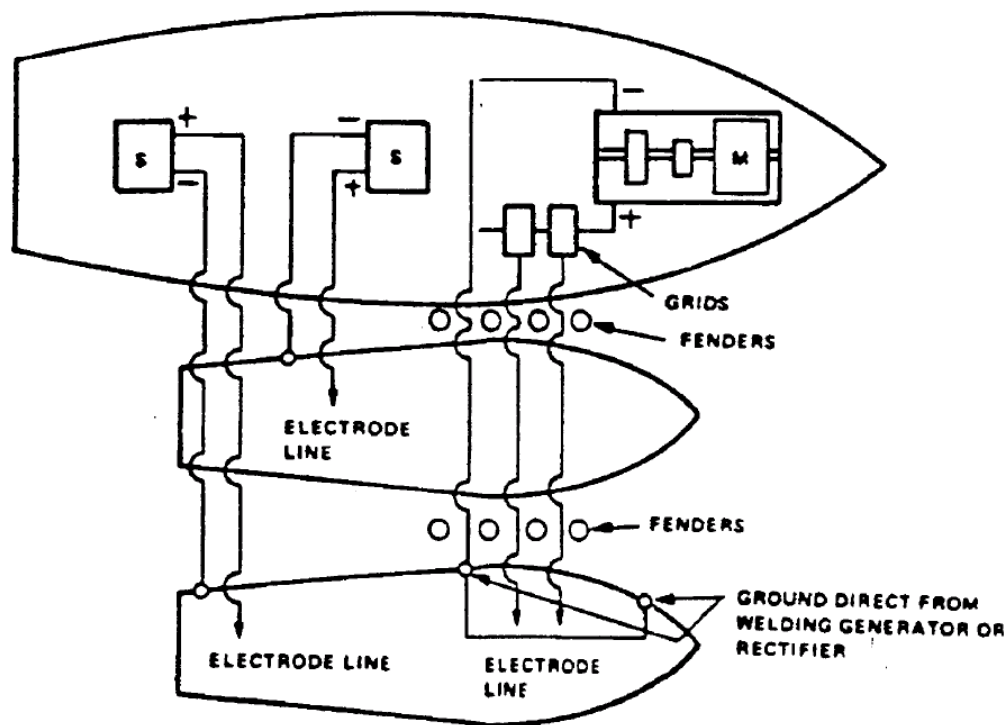 +
-
S
-
+
S
-
M
+
GRIDS
FENDERS
ELECTRODE
LINE
FENDERS
GROUND DIRECT FROM
WELDING GENERATOR OR
RECTIFIER
ELECTRODE LINE
ELECTRODE
LINE